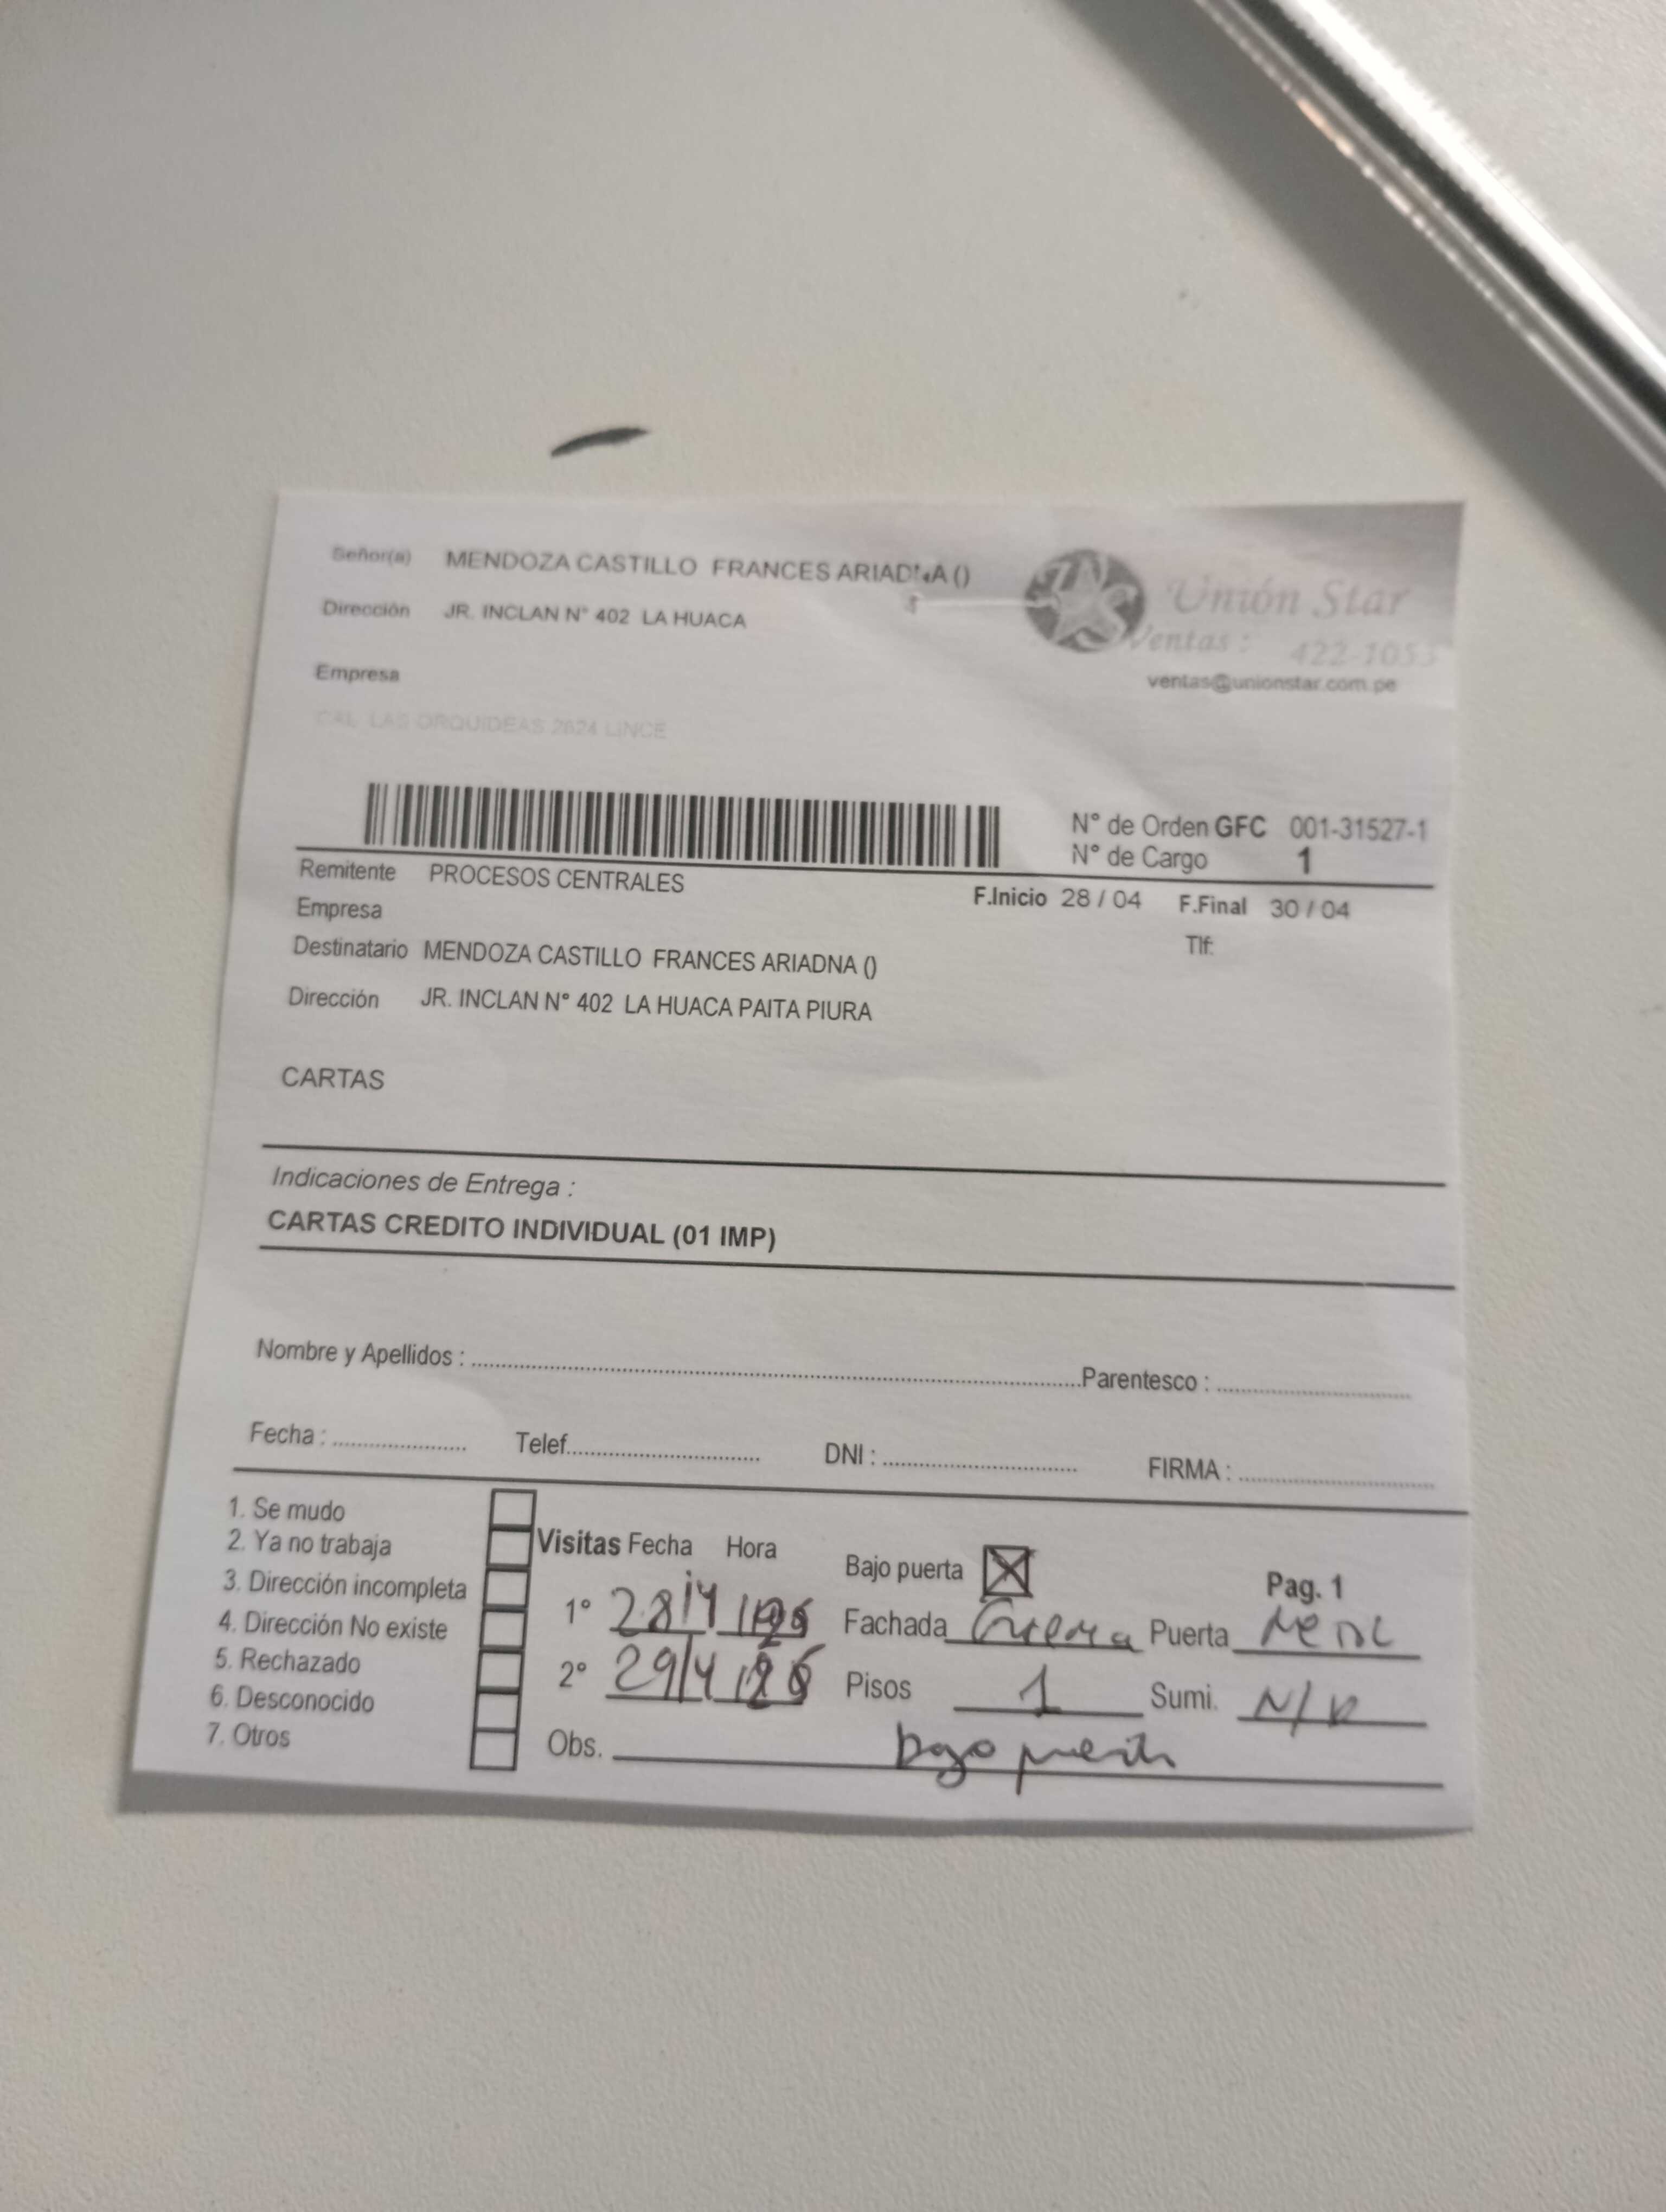 Señor(a) MENDOZA CASTILLO FRANCES ARIADNA ()
Dirección JR. INCLAN N° 402 LA HUACA
Empresa
CAL LAS ORQUIDEAS 2624 LINCE
Unión Star
Ventas : 422-1053
ventas@unionstar.com.pe
N° de Orden GFC 001-31527-1
N° de Cargo 1
Remitente PROCESOS CENTRALES
F.Inicio 28 / 04 F.Final 30 / 04
Empresa
Tlf:
Destinatario MENDOZA CASTILLO FRANCES ARIADNA ()
Dirección JR. INCLAN N° 402 LA HUACA PAITA PIURA
CARTAS
Indicaciones de Entrega :
CARTAS CREDITO INDIVIDUAL (01 IMP)
Nombre y Apellidos : Parentesco :
Fecha : Telef. DNI : FIRMA :
1. Se mudo
2. Ya no trabaja
3. Dirección incompleta
4. Dirección No existe
5. Rechazado
6. Desconocido
7. Otros
Visitas Fecha Hora
1° 28/4
2° 29/4
Obs. bajo puerta
Bajo puerta X
Fachada Crema Puerta
Pisos 1 Sumi.
Pag. 1